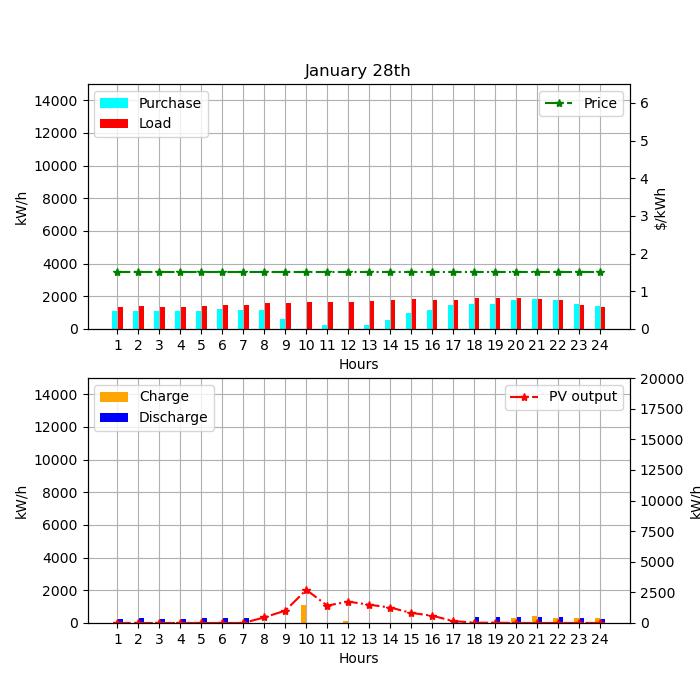 January 28th
14000
12000
10000
8000
6000
4000
2000
0
kW/h
Purchase
Load
Price
6
5
4
3
2
1
0
$/kWh
1 2 3 4 5 6 7 8 9 10 11 12 13 14 15 16 17 18 19 20 21 22 23 24
Hours
14000
12000
10000
8000
6000
4000
2000
0
kW/h
Charge
Discharge
PV output
20000
17500
15000
12500
10000
7500
5000
2500
0
kW/h
1 2 3 4 5 6 7 8 9 10 11 12 13 14 15 16 17 18 19 20 21 22 23 24
Hours